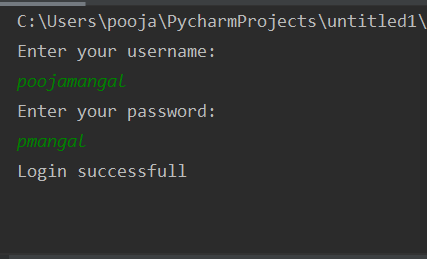 C:\Users\pooja\PycharmProjects\untitled1\
Enter your username:
poojamangal
Enter your password:
pmangal
Login successfull